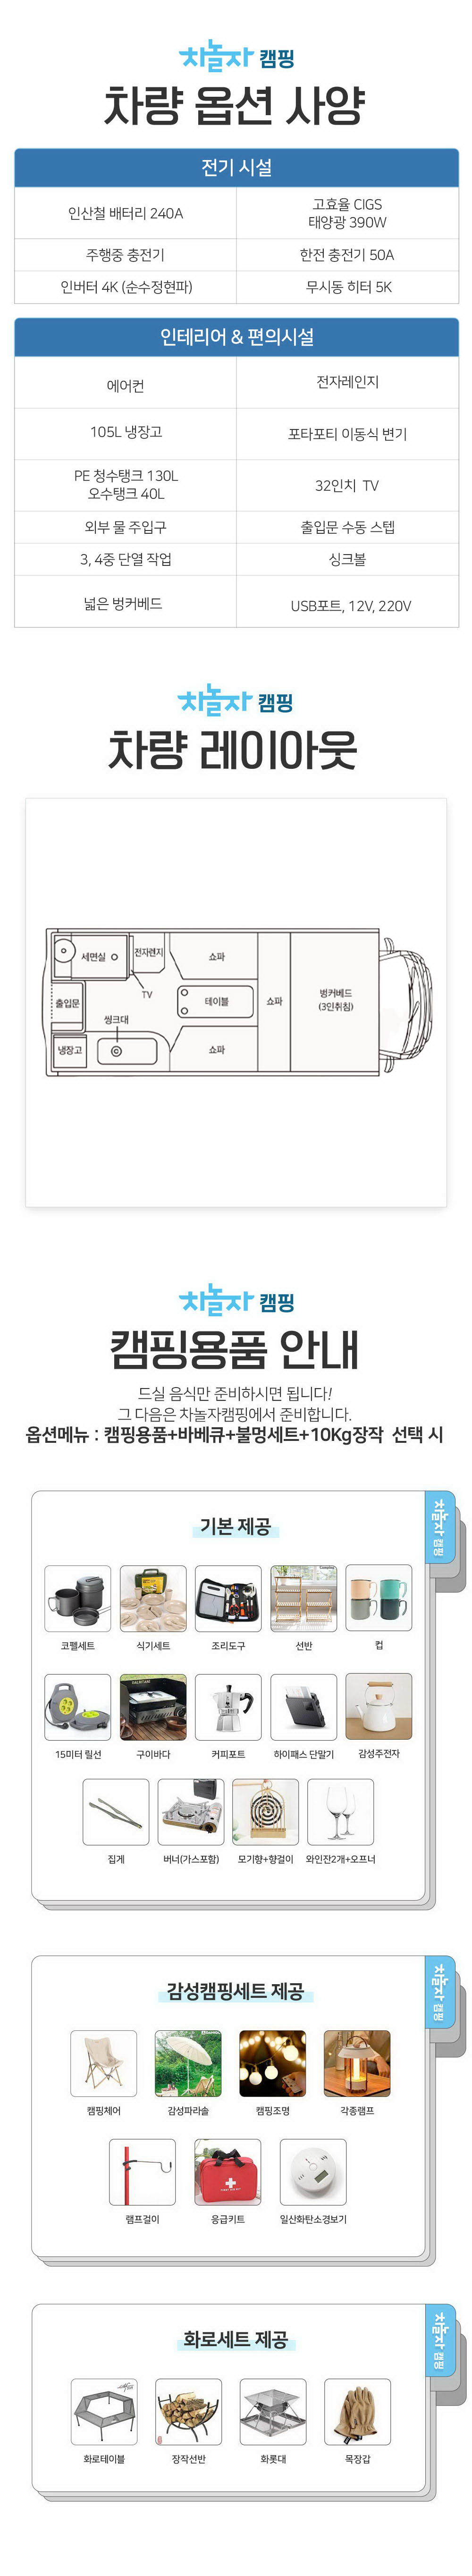 차놀자 캠핑
차량 옵션 사양
전기 시설
인산철 배터리 240A
고효율 CIGS
태양광 390W
주행중 충전기
한전 충전기 50A
인버터 4K (순수정현파)
무시동 히터 5K
인테리어 & 편의시설
에어컨
전자레인지
105L 냉장고
포타포티 이동식 변기
PE 청수탱크 130L
오수탱크 40L
32인치 TV
외부 물 주입구
출입문 수동 스텝
3, 4중 단열 작업
싱크볼
넓은 벙커베드
USB포트, 12V, 220V
차놀자 캠핑
차량 레이아웃
세면실
전자렌지
쇼파
TV
출입문
씽크대
테이블
쇼파
벙커베드
(3인취침)
냉장고
쇼파
차놀자 캠핑
캠핑용품 안내
드실 음식만 준비하시면 됩니다!
그 다음은 차놀자캠핑에서 준비합니다.
옵션메뉴 : 캠핑용품+바베큐+불멍세트+10Kg장작 선택 시
차놀자 캠핑
기본 제공
코펠세트
식기세트
조리도구
선반
컵
15미터 릴선
구이바다
커피포트
하이패스 단말기
감성주전자
집게
버너(가스포함)
모기향+향걸이
와인잔2개+오프너
차놀자 캠핑
감성캠핑세트 제공
캠핑체어
감성파라솔
캠핑조명
각종램프
램프걸이
응급키트
일산화탄소경보기
차놀자 캠핑
화로세트 제공
화로테이블
장작선반
화롯대
목장갑